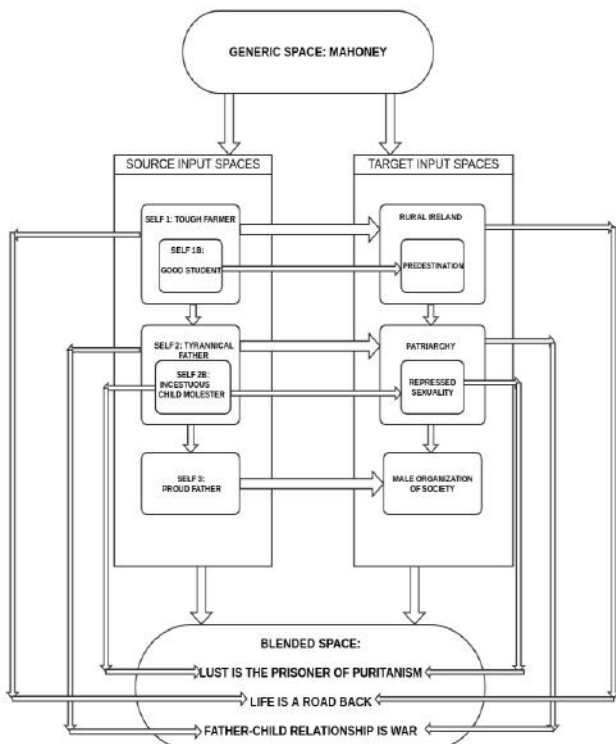 GENERIC SPACE: MAHONEY
SOURCE INPUT SPACES
TARGET INPUT SPACES
SELF 1: TOUGH FARMER
RURAL IRELAND
SELF 1B:
GOOD STUDENT
PREDESTINATION
SELF 2: TYRANNICAL
FATHER
PATRIARCHY
SELF 2B:
INCESTUOUS
CHILD MOLESTER
REPRESSED
SEXUALITY
SELF 3:
PROUD FATHER
MALE ORGANIZATION
OF SOCIETY
BLENDED SPACE:
LUST IS THE PRISONER OF PURITANISM
LIFE IS A ROAD BACK
FATHER-CHILD RELATIONSHIP IS WAR